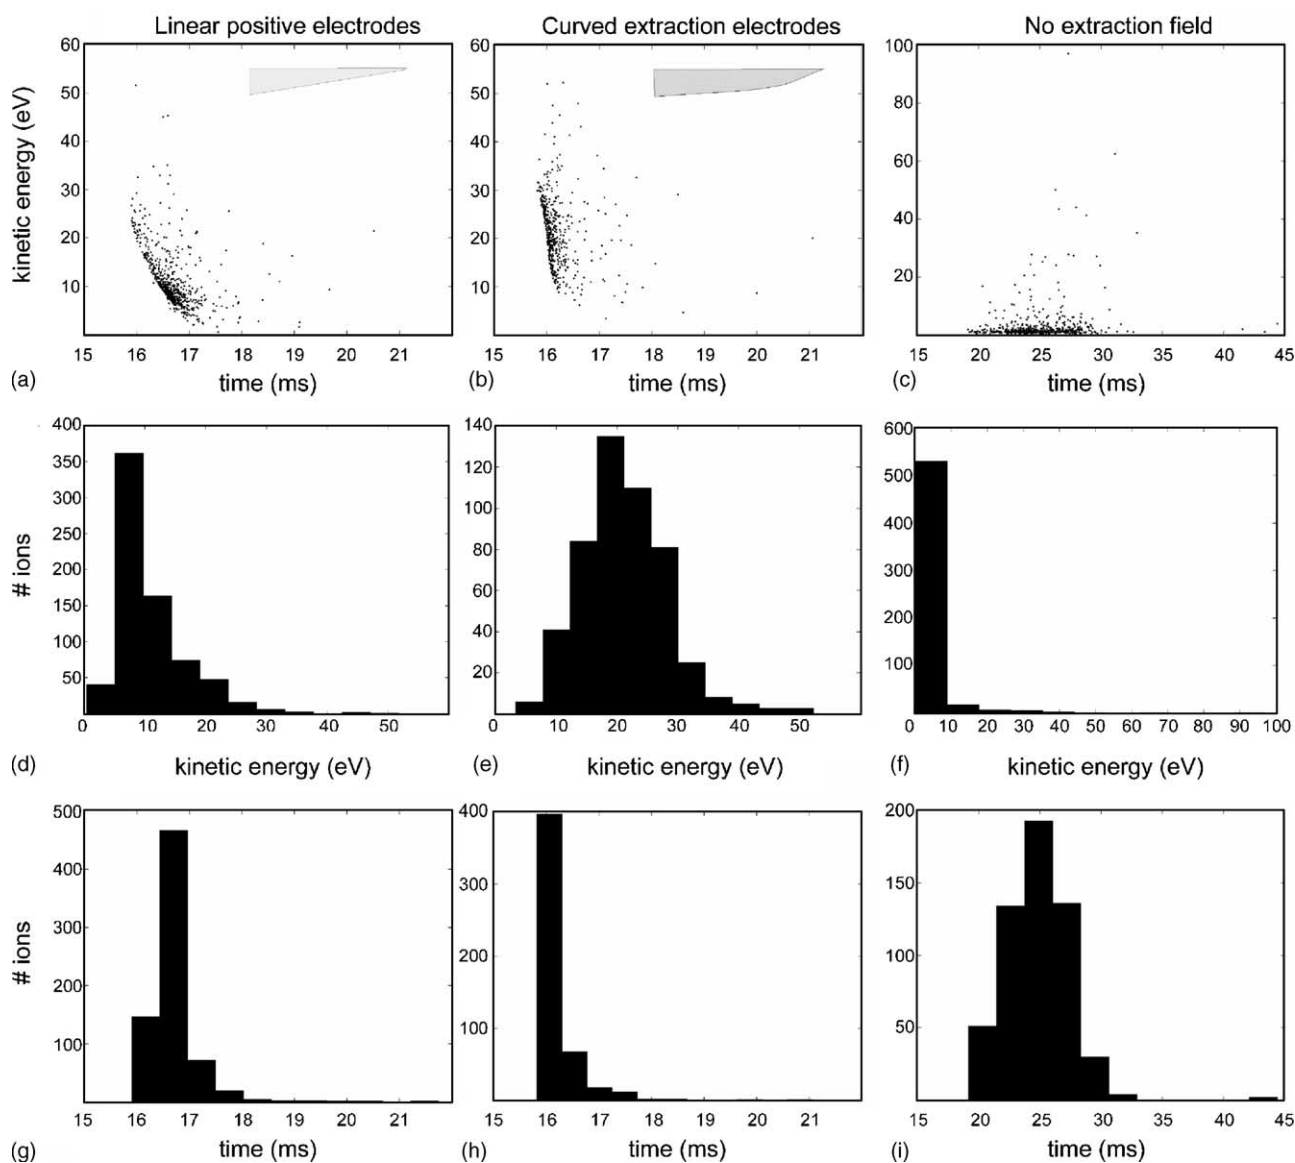 Linear positive electrodes
Curved extraction electrodes
No extraction field
kinetic energy (eV)
60
50
40
30
20
10
15 16 17 18 19 20 21
(a) time (ms)
60
50
40
30
20
10
15 16 17 18 19 20 21
(b) time (ms)
100
80
60
40
20
15 20 25 30 35 40 45
(c) time (ms)
# ions
400
350
300
250
200
150
100
50
0 10 20 30 40 50
(d) kinetic energy (eV)
140
120
100
80
60
40
20
0 10 20 30 40 50
(e) kinetic energy (eV)
600
500
400
300
200
100
0 10 20 30 40 50 60 70 80 90 100
(f) kinetic energy (eV)
# ions
500
400
300
200
100
15 16 17 18 19 20 21
(g) time (ms)
400
300
200
100
15 16 17 18 19 20 21
(h) time (ms)
200
150
100
50
15 20 25 30 35 40 45
(i) time (ms)